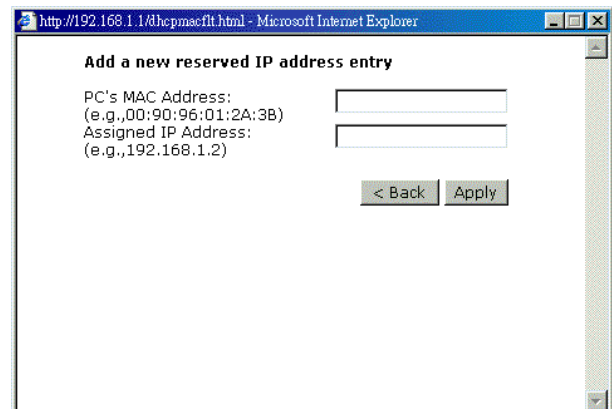 http://192.168.1.1/dhcpmacflt.html - Microsoft Internet Explorer
Add a new reserved IP address entry
PC's MAC Address:
(e.g.,00:90:96:01:2A:3B)
Assigned IP Address:
(e.g.,192.168.1.2)
< Back Apply